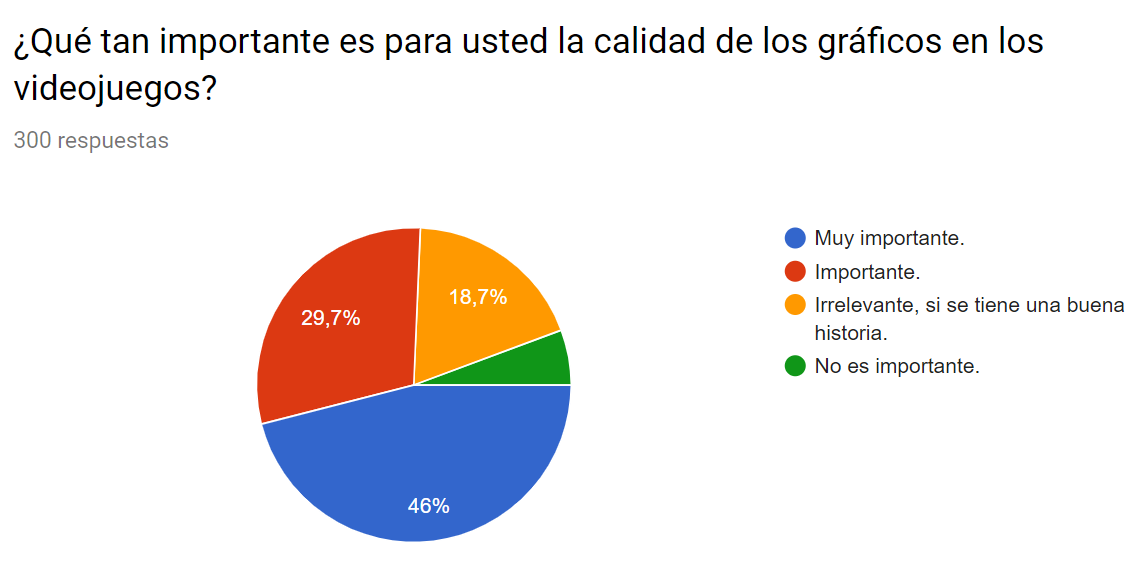 ¿Qué tan importante es para usted la calidad de los gráficos en los
videojuegos?
300 respuestas
Muy importante.
Importante.
Irrelevante, si se tiene una buena
historia.
No es importante.
18,7%
29,7%
46%